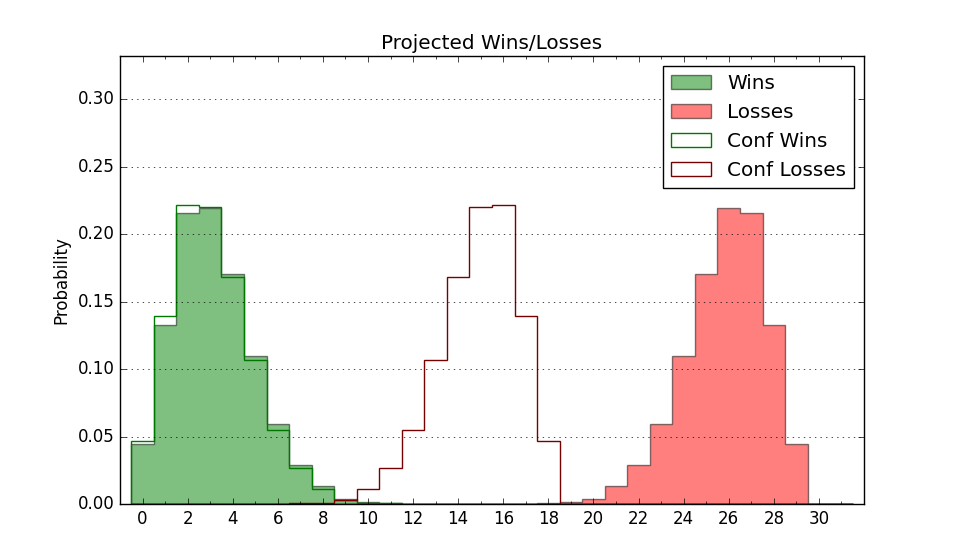 Projected Wins/Losses
Wins
Losses
Conf Wins
Conf Losses
Probability
0.30
0.25
0.20
0.15
0.10
0.05
0.00
0 2 4 6 8 10 12 14 16 18 20 22 24 26 28 30